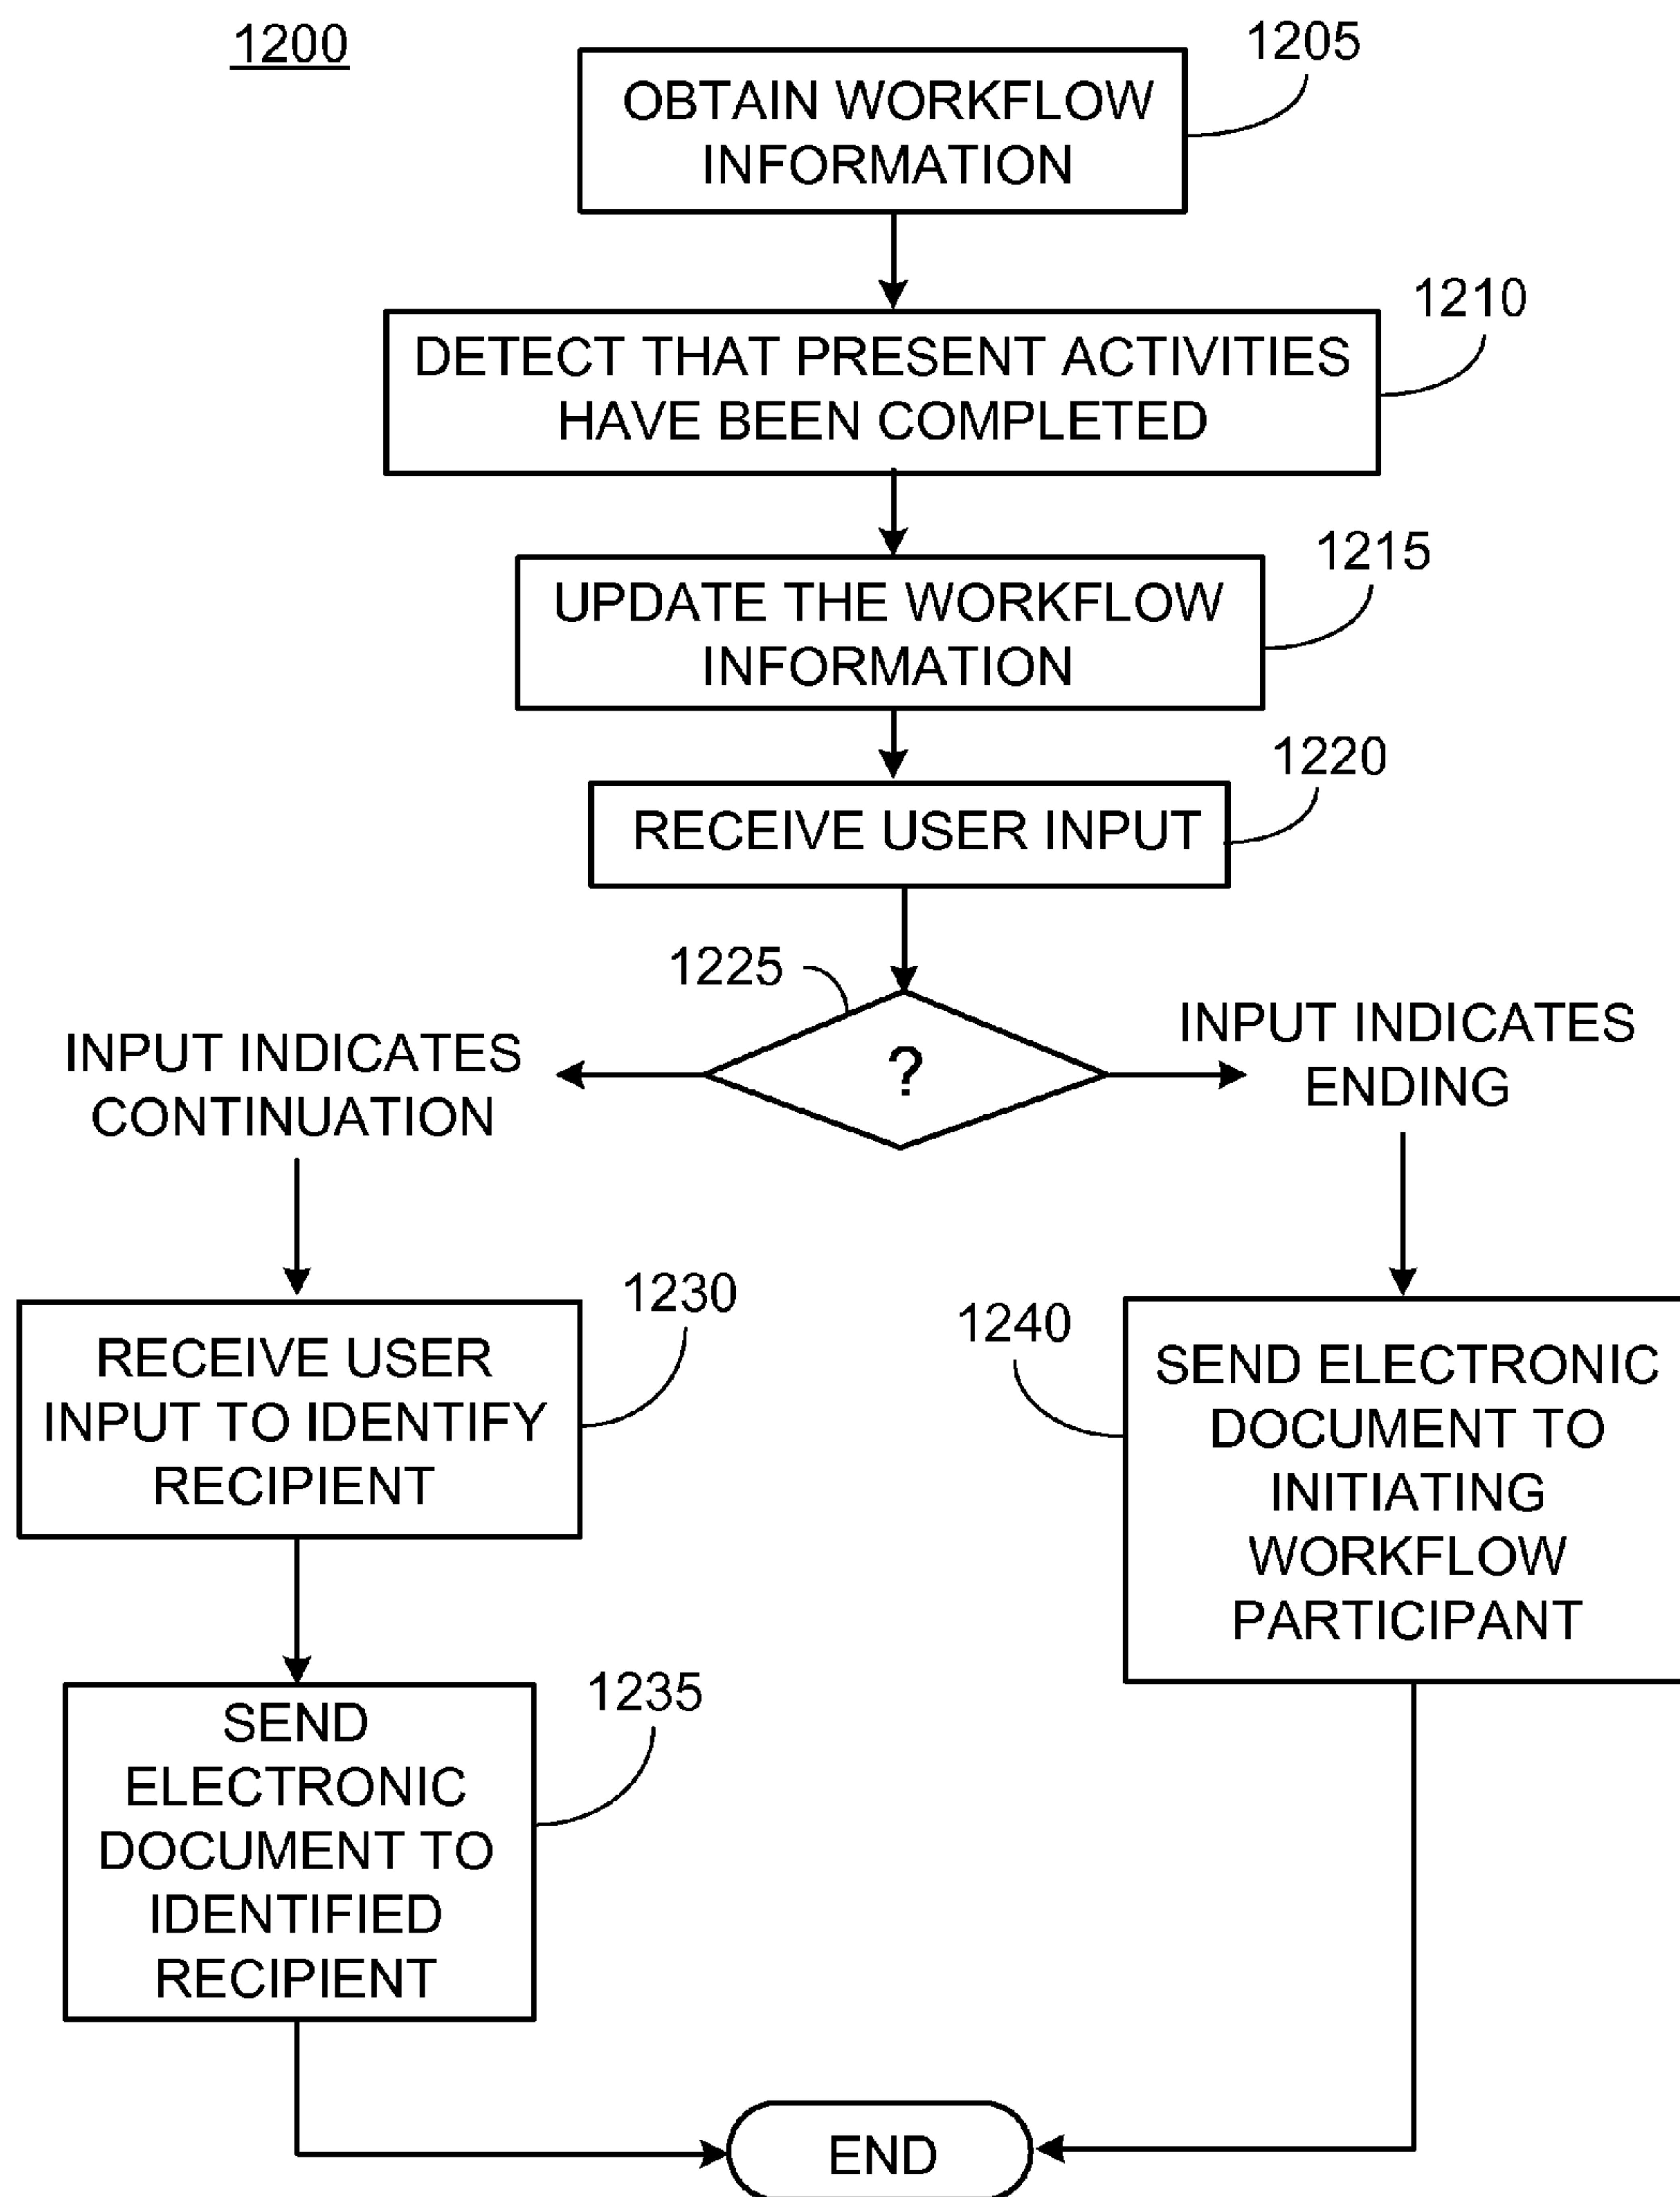 1200
1205
OBTAIN WORKFLOW
INFORMATION
1210
DETECT THAT PRESENT ACTIVITIES
HAVE BEEN COMPLETED
1215
UPDATE THE WORKFLOW
INFORMATION
1220
RECEIVE USER INPUT
1225
?
INPUT INDICATES
CONTINUATION
INPUT INDICATES
ENDING
1230
RECEIVE USER
INPUT TO IDENTIFY
RECIPIENT
1240
SEND ELECTRONIC
DOCUMENT TO
INITIATING
WORKFLOW
PARTICIPANT
1235
SEND
ELECTRONIC
DOCUMENT TO
IDENTIFIED
RECIPIENT
END